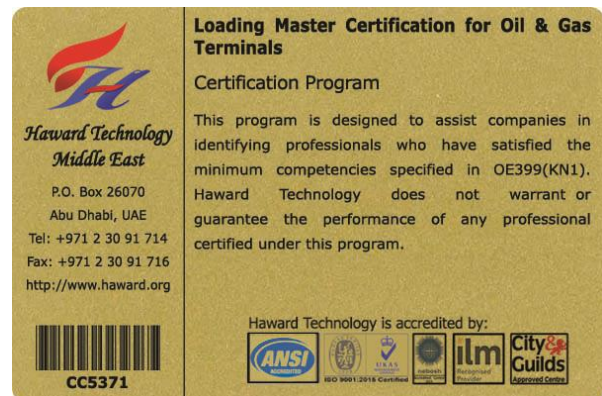 Haward Technology
Middle East
P.O. Box 26070
Abu Dhabi, UAE
Tel: +971 2 30 91 714
Fax: +971 2 30 91 716
http://www.haward.org
CC5371
Loading Master Certification for Oil & Gas
Terminals
Certification Program
This program is designed to assist companies in
identifying professionals who have satisfied the
minimum competencies specified in OE399(KN1).
Haward Technology does not warrant or
guarantee the performance of any professional
certified under this program.
Haward Technology is accredited by:
ANSI
ACCREDITED
UKAS
ISO 9001:2015 Certified
nebosh
ilm
Recognised
Provider
City&
Guilds
Approved Centre